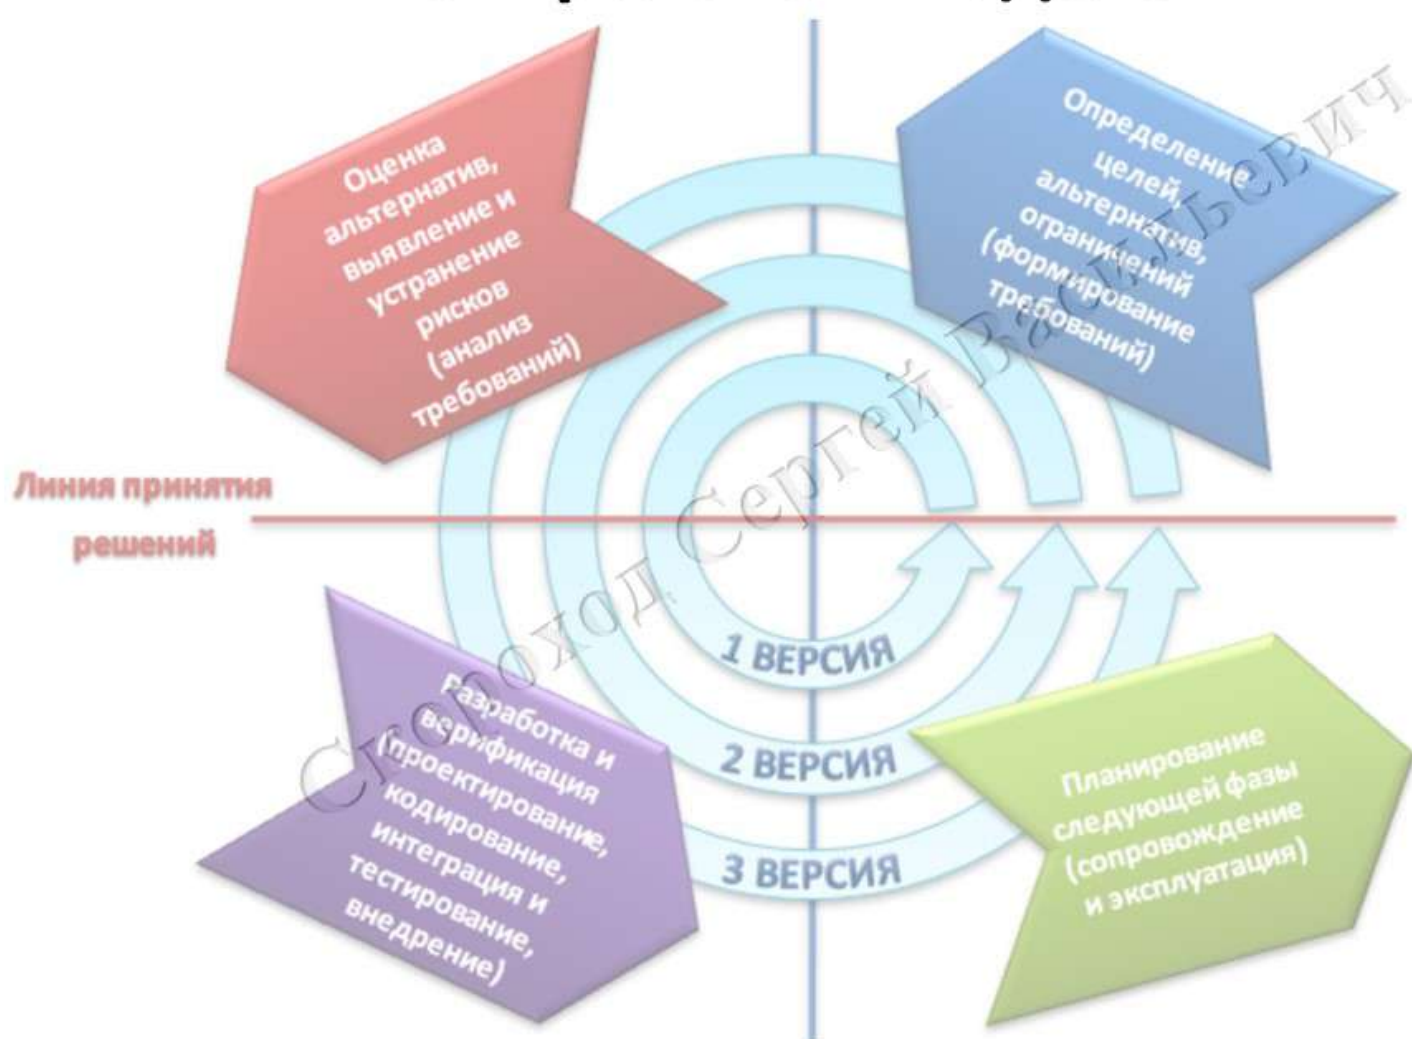 Оценка
альтернатив,
выявление и
устранение
рисков
(анализ
требований)
Определение
целей,
альтернатив,
ограничений
(формирование
требований)
Линия принятия
решений
1 ВЕРСИЯ
2 ВЕРСИЯ
3 ВЕРСИЯ
Разработка и
верификация
(проектирование,
кодирование,
интеграция и
тестирование,
внедрение)
Планирование
следующей фазы
(сопровождение
и эксплуатация)
Скороход Сергей Васильевич